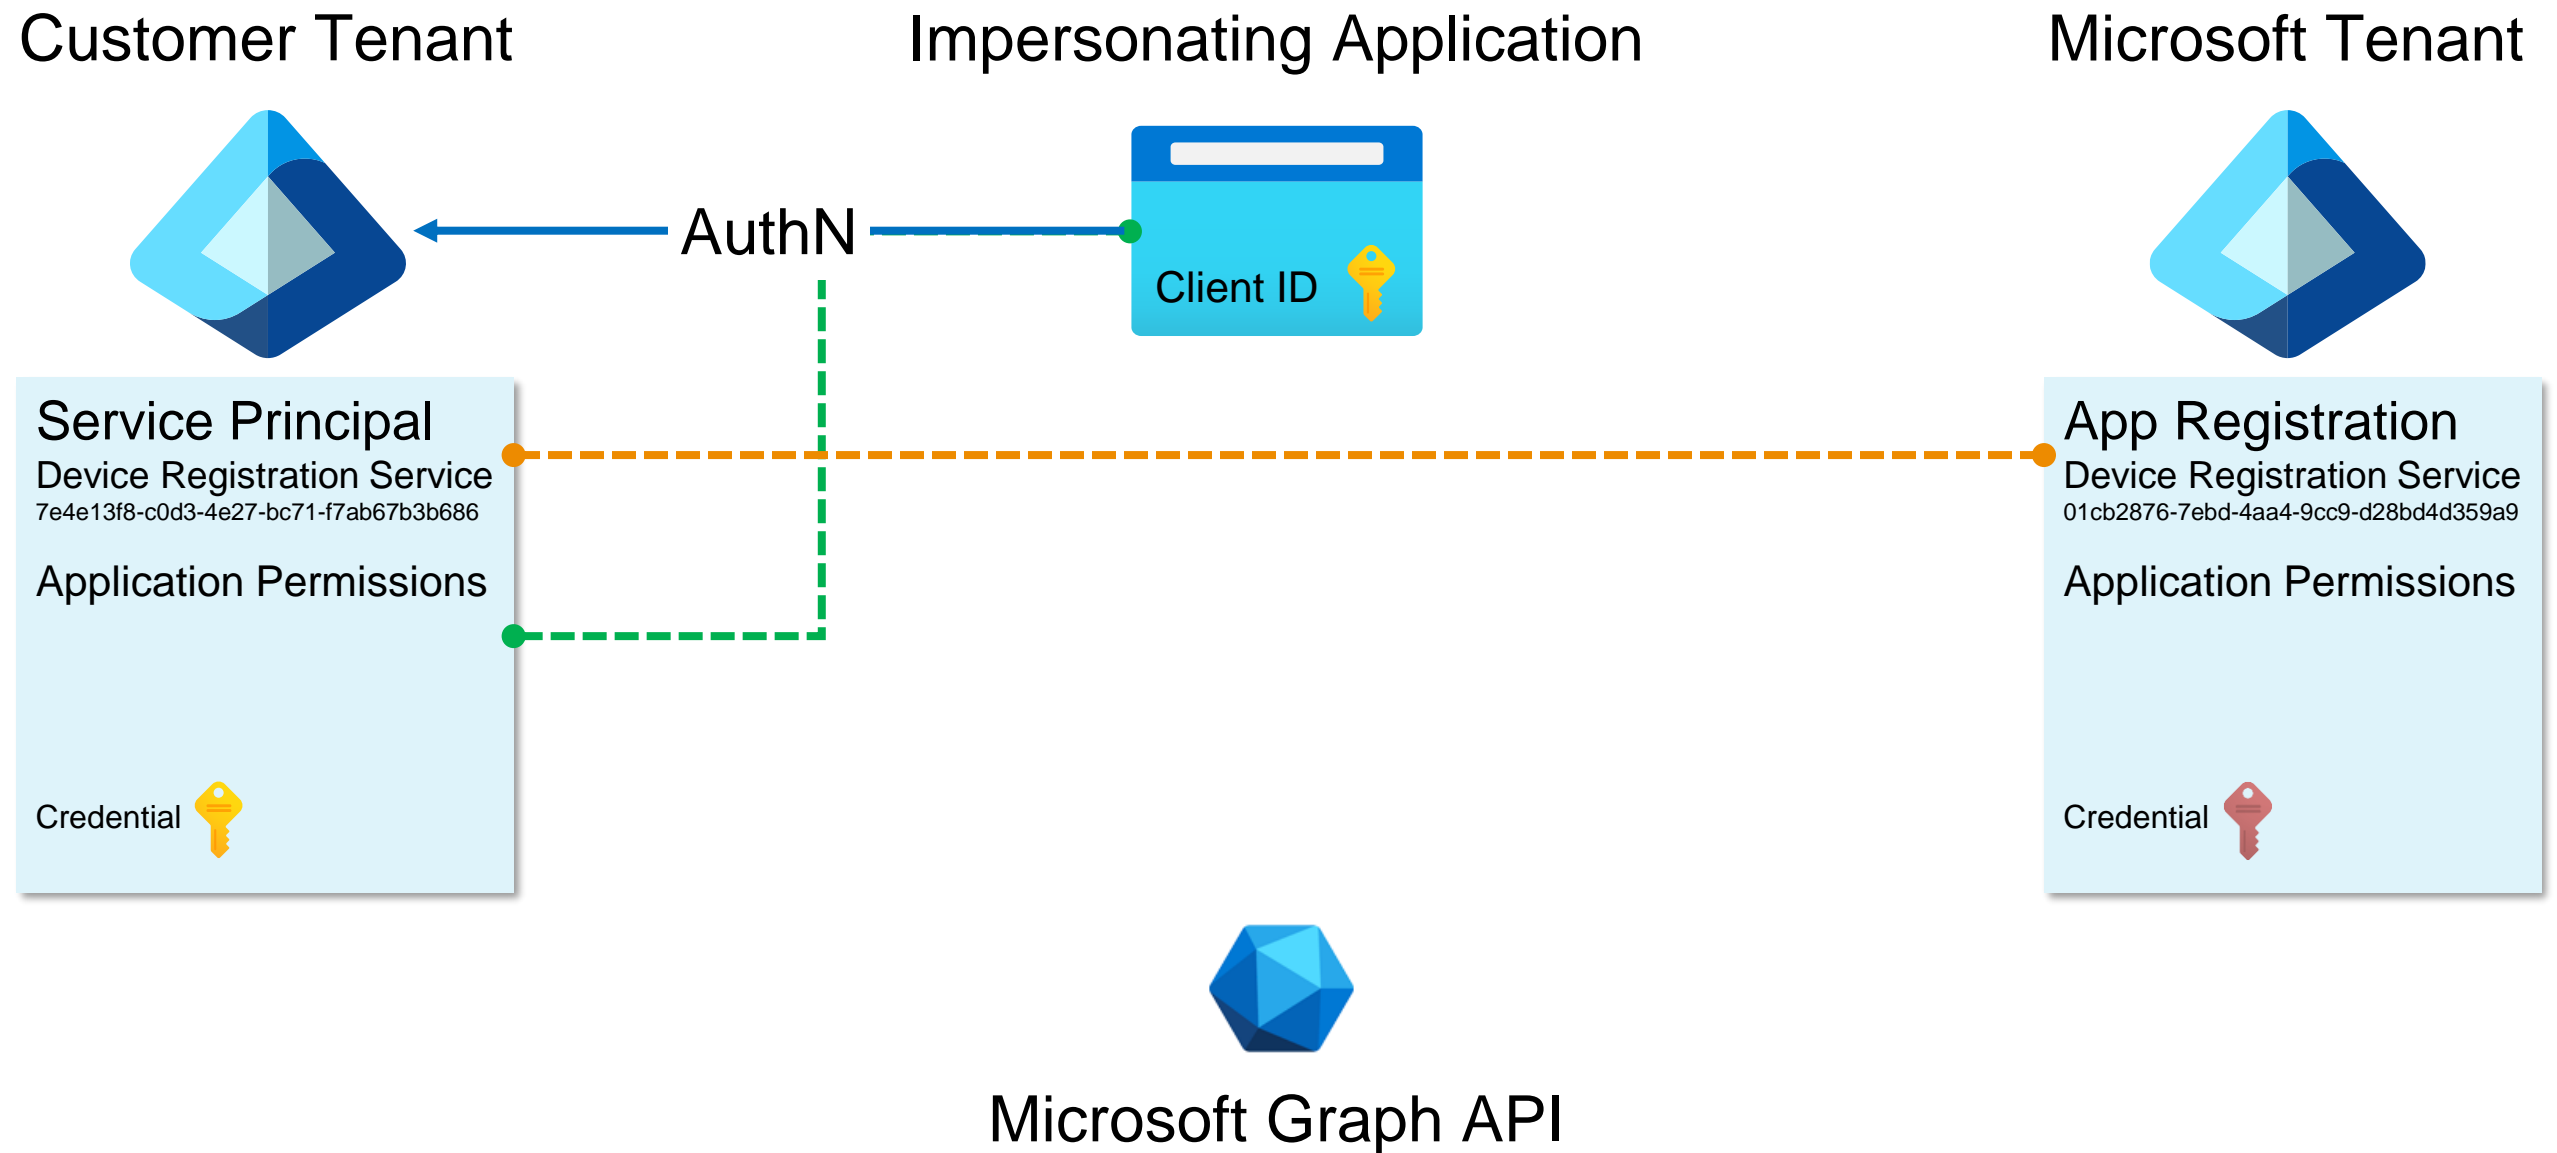 Customer Tenant
Impersonating Application
Microsoft Tenant
AuthN
Client ID
Service Principal
Device Registration Service
7e4e13f8-c0d3-4e27-bc71-f7ab67b3b686
Application Permissions
Credential
App Registration
Device Registration Service
01cb2876-7ebd-4aa4-9cc9-d28bd4d359a9
Application Permissions
Credential
Microsoft Graph API